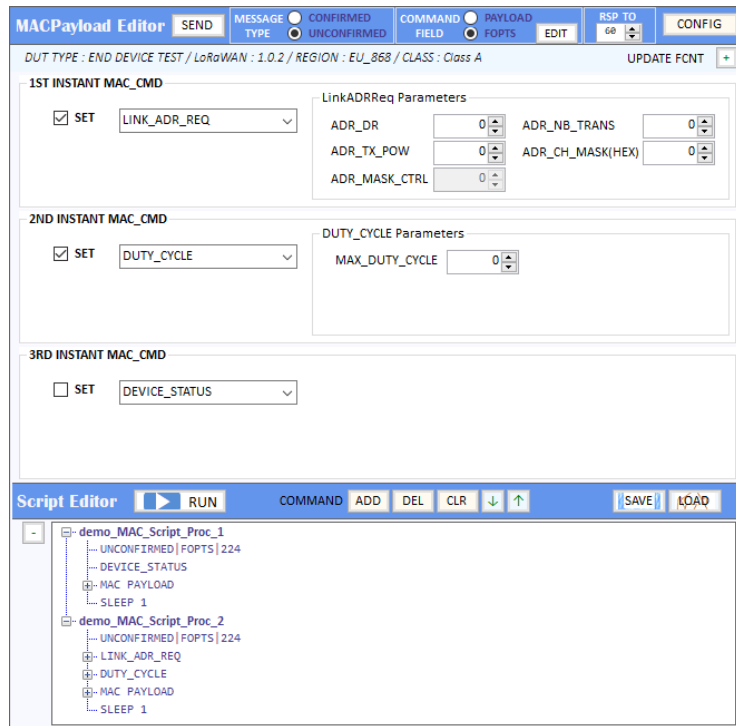 MACPayload Editor SEND MESSAGE TYPE CONFIRMED UNCONFIRMED COMMAND FIELD PAYLOAD FOPTS EDIT RSP TO 60 CONFIG
DUT TYPE : END DEVICE TEST / LoRaWAN : 1.0.2 / REGION : EU_868 / CLASS : Class A UPDATE FCNT +
1ST INSTANT MAC_CMD
SET LINK_ADR_REQ
LinkADRReq Parameters
ADR_DR 0 ADR_NB_TRANS 0
ADR_TX_POW 0 ADR_CH_MASK(HEX) 0
ADR_MASK_CTRL 0
2ND INSTANT MAC_CMD
SET DUTY_CYCLE
DUTY_CYCLE Parameters
MAX_DUTY_CYCLE 0
3RD INSTANT MAC_CMD
SET DEVICE_STATUS
Script Editor RUN COMMAND ADD DEL CLR ↓ ↑ SAVE LOAD
- demo_MAC_Script_Proc_1
UNCONFIRMED|FOPTS|224
DEVICE_STATUS
MAC PAYLOAD
SLEEP 1
demo_MAC_Script_Proc_2
UNCONFIRMED|FOPTS|224
LINK_ADR_REQ
DUTY_CYCLE
MAC PAYLOAD
SLEEP 1